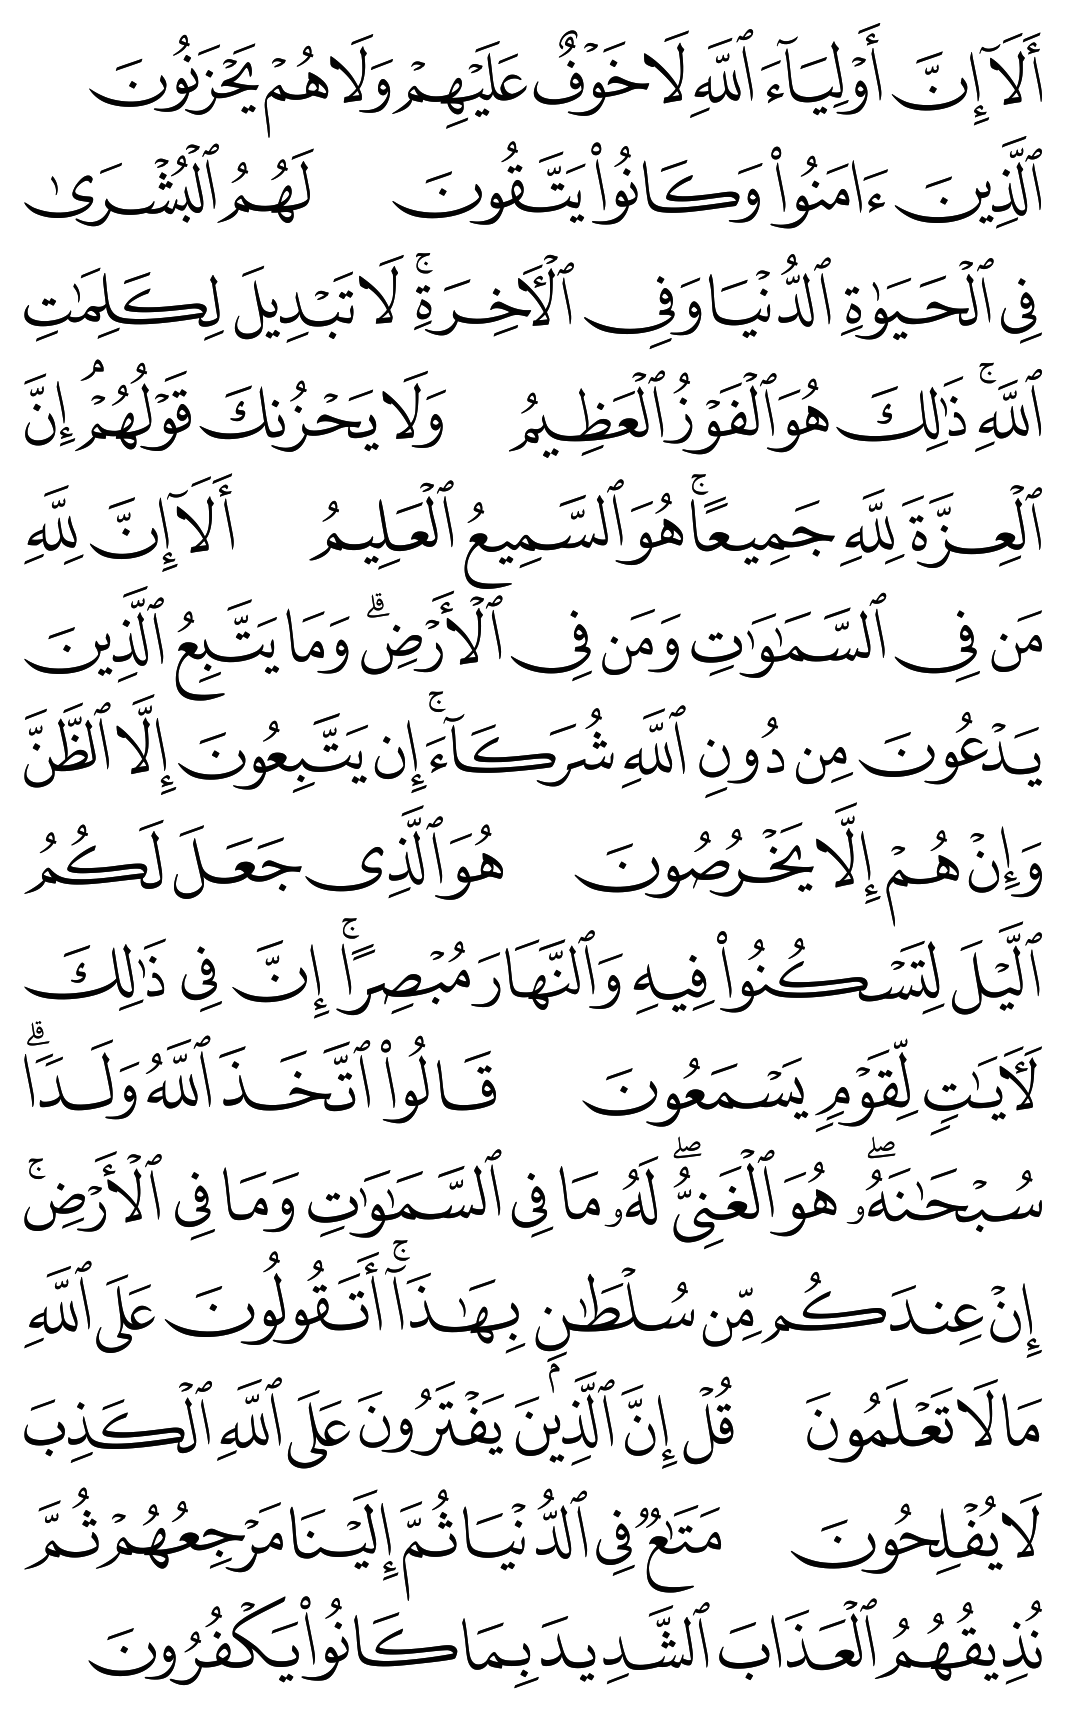 أَلَآ إِنَّ أَوْلِيَآءَ ٱللَّهِ لَا خَوْفٌ عَلَيْهِمْ وَلَا هُمْ يَحْزَنُونَ
ٱلَّذِينَ ءَامَنُوا۟ وَكَانُوا۟ يَتَّقُونَ لَهُمُ ٱلْبُشْرَىٰ
فِى ٱلْحَيَوٰةِ ٱلدُّنْيَا وَفِى ٱلْـَٔاخِرَةِ ۚ لَا تَبْدِيلَ لِكَلِمَـٰتِ
ٱللَّهِ ۚ ذَٰلِكَ هُوَ ٱلْفَوْزُ ٱلْعَظِيمُ وَلَا يَحْزُنكَ قَوْلُهُمْ ۘ إِنَّ
ٱلْعِزَّةَ لِلَّهِ جَمِيعًا ۚ هُوَ ٱلسَّمِيعُ ٱلْعَلِيمُ أَلَآ إِنَّ لِلَّهِ
مَن فِى ٱلسَّمَـٰوَٰتِ وَمَن فِى ٱلْأَرْضِ ۗ وَمَا يَتَّبِعُ ٱلَّذِينَ
يَدْعُونَ مِن دُونِ ٱللَّهِ شُرَكَآءَ ۚ إِن يَتَّبِعُونَ إِلَّا ٱلظَّنَّ
وَإِنْ هُمْ إِلَّا يَخْرُصُونَ هُوَ ٱلَّذِى جَعَلَ لَكُمُ
ٱلَّيْلَ لِتَسْكُنُوا۟ فِيهِ وَٱلنَّهَارَ مُبْصِرًا ۚ إِنَّ فِى ذَٰلِكَ
لَـَٔايَـٰتٍ لِّقَوْمٍ يَسْمَعُونَ قَالُوا۟ ٱتَّخَذَ ٱللَّهُ وَلَدًا ۗ
سُبْحَـٰنَهُۥ ۖ هُوَ ٱلْغَنِىُّ ۖ لَهُۥ مَا فِى ٱلسَّمَـٰوَٰتِ وَمَا فِى ٱلْأَرْضِ ۚ
إِنْ عِندَكُم مِّن سُلْطَـٰنٍۭ بِهَـٰذَآ ۚ أَتَقُولُونَ عَلَى ٱللَّهِ
مَا لَا تَعْلَمُونَ قُلْ إِنَّ ٱلَّذِينَ يَفْتَرُونَ عَلَى ٱللَّهِ ٱلْكَذِبَ
لَا يُفْلِحُونَ مَتَـٰعٌ فِى ٱلدُّنْيَا ثُمَّ إِلَيْنَا مَرْجِعُهُمْ ثُمَّ
نُذِيقُهُمُ ٱلْعَذَابَ ٱلشَّدِيدَ بِمَا كَانُوا۟ يَكْفُرُونَ